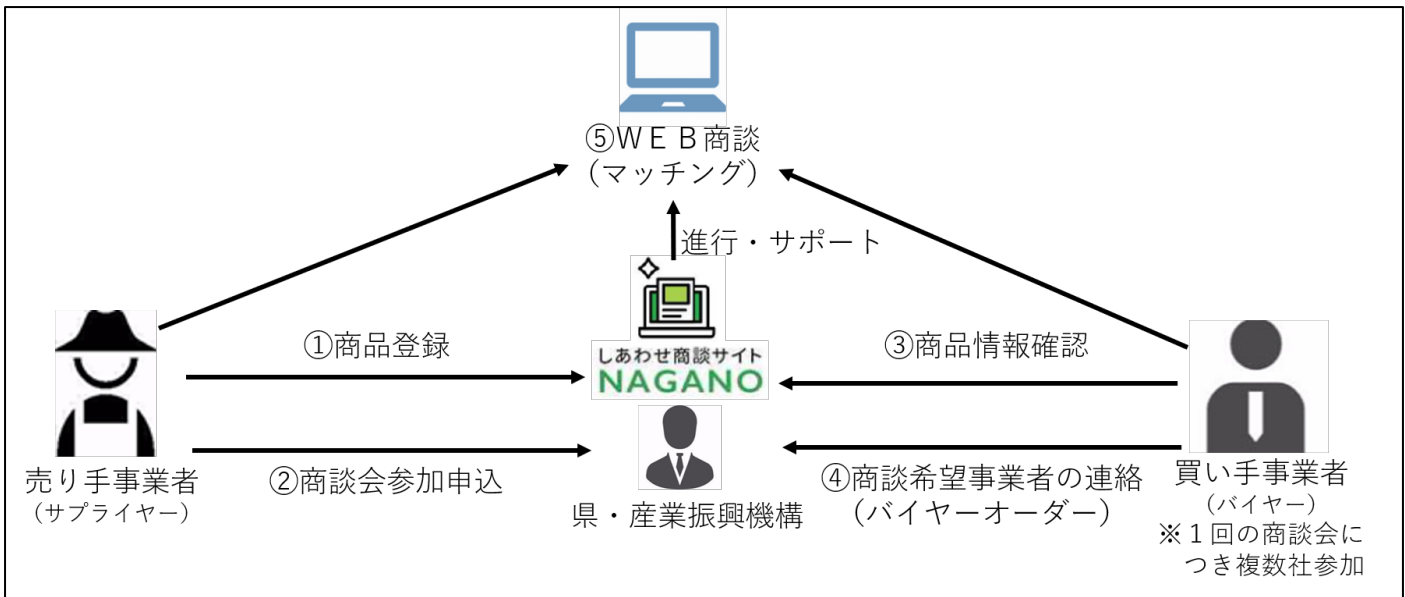 ⑤ＷＥＢ商談
（マッチング）
進行・サポート
①商品登録
しあわせ商談サイト
NAGANO
③商品情報確認
②商談会参加申込
県・産業振興機構
④商談希望事業者の連絡
（バイヤーオーダー）
売り手事業者
（サプライヤー）
買い手事業者
（バイヤー）
※１回の商談会に
つき複数社参加